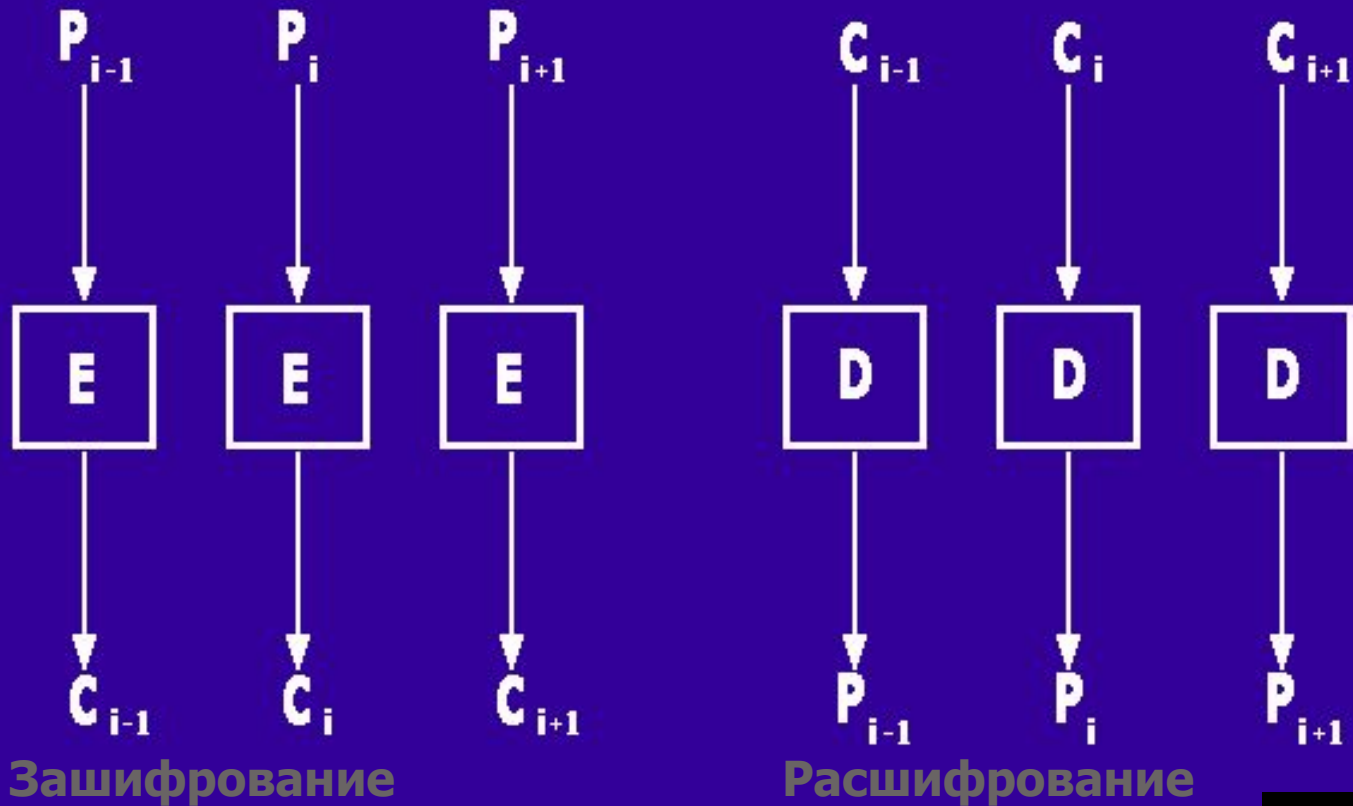 P i-1 P i P i+1 C i-1 C i C i+1
E E E D D D
C i-1 C i C i+1 P i-1 P i P i+1
Зашифрование Расшифрование